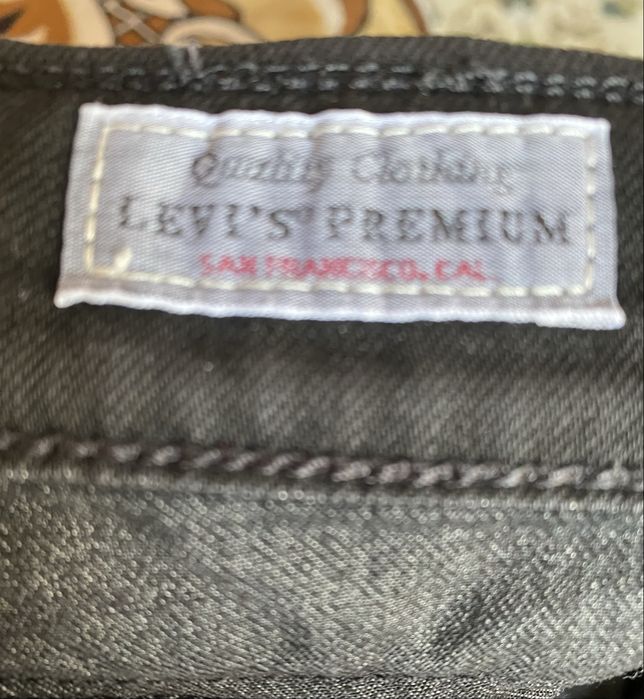 Quality Clothing
LEVI'S PREMIUM
SAN FRANCISCO, CAL.